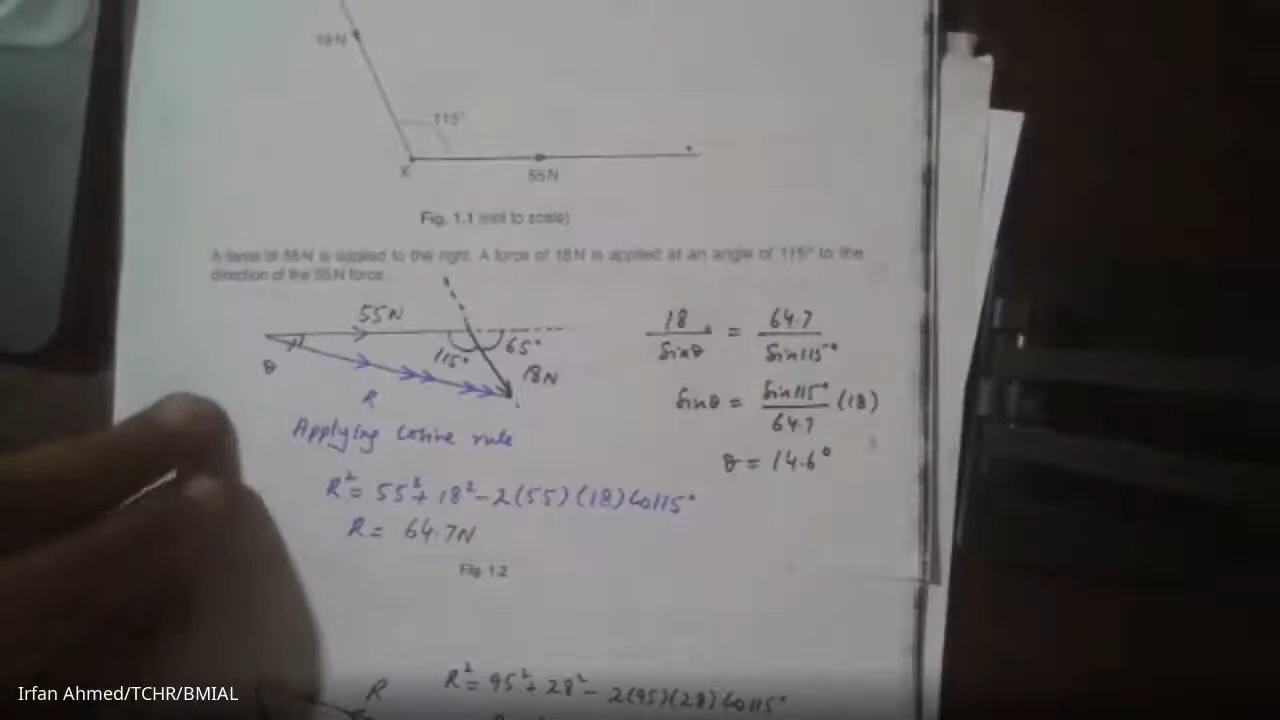 18N
115°
X
55N
Fig. 1.1 (not to scale)
A force of 55N is applied to the right. A force of 18N is applied at an angle of 115° to the
direction of the 55N force.
55N
115°
65°
18N
θ
R
Applying cosine rule
R² = 55² + 18² - 2(55)(18) Cos115°
R = 64.7N
18 / Sinθ = 64.7 / Sin115°
Sinθ = Sin115° / 64.7 (18)
θ = 14.6°
Fig. 1.2
R
R² = 95² + 28² - 2(95)(28) Cos115°
Irfan Ahmed/TCHR/BMIAL